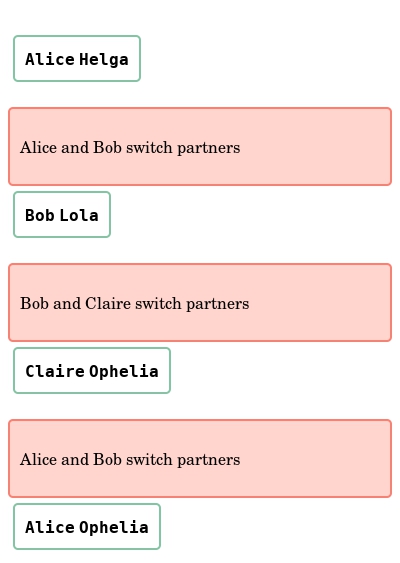 Alice Helga
Alice and Bob switch partners
Bob Lola
Bob and Claire switch partners
Claire Ophelia
Alice and Bob switch partners
Alice Ophelia